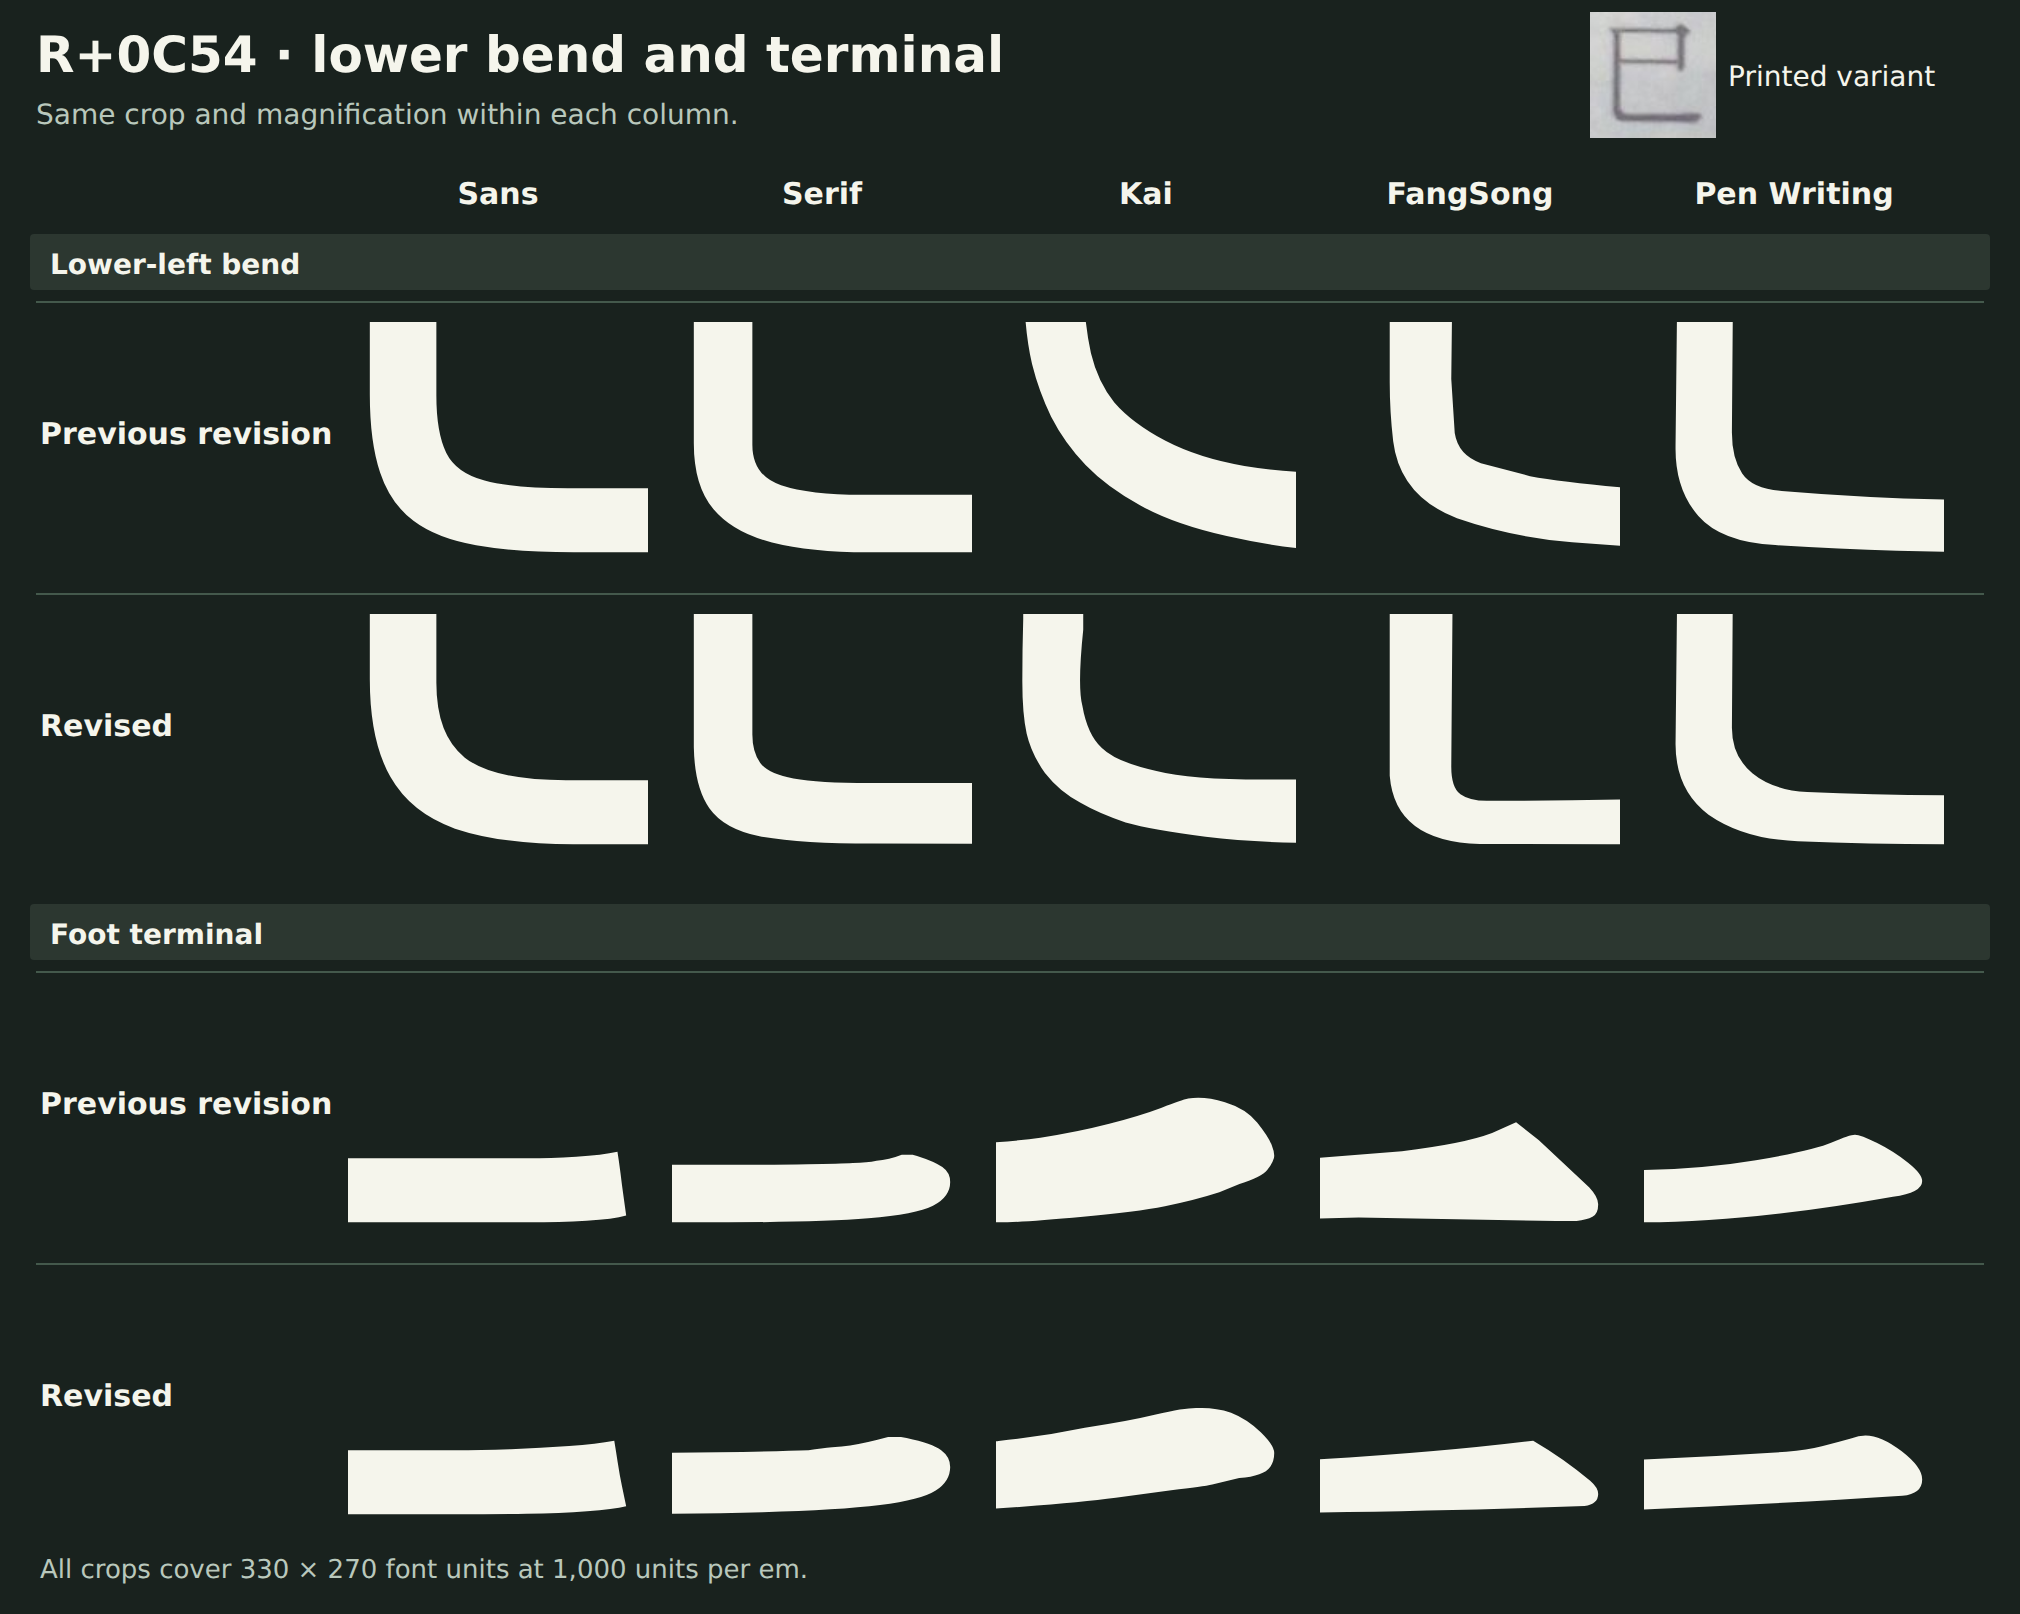 R+0C54 · lower bend and terminal
Same crop and magnification within each column.
Printed variant
Sans Serif Kai FangSong Pen Writing
Lower-left bend
Previous revision
Revised
Foot terminal
Previous revision
Revised
All crops cover 330 × 270 font units at 1,000 units per em.